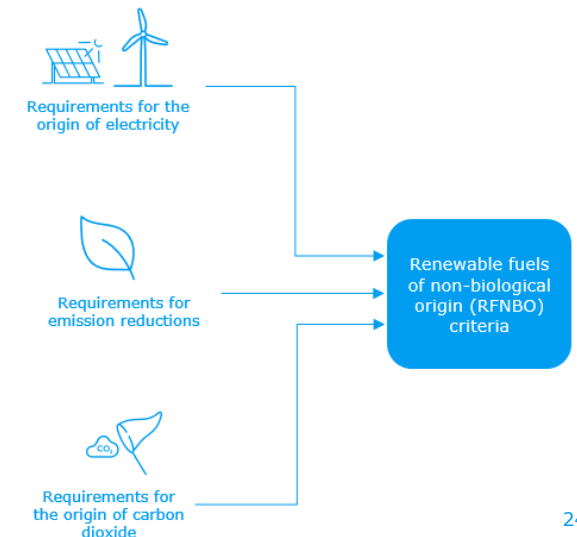 Requirements for the
origin of electricity
Requirements for
emission reductions
Renewable fuels
of non-biological
origin (RFNBO)
criteria
CO₂
Requirements for
the origin of carbon
dioxide